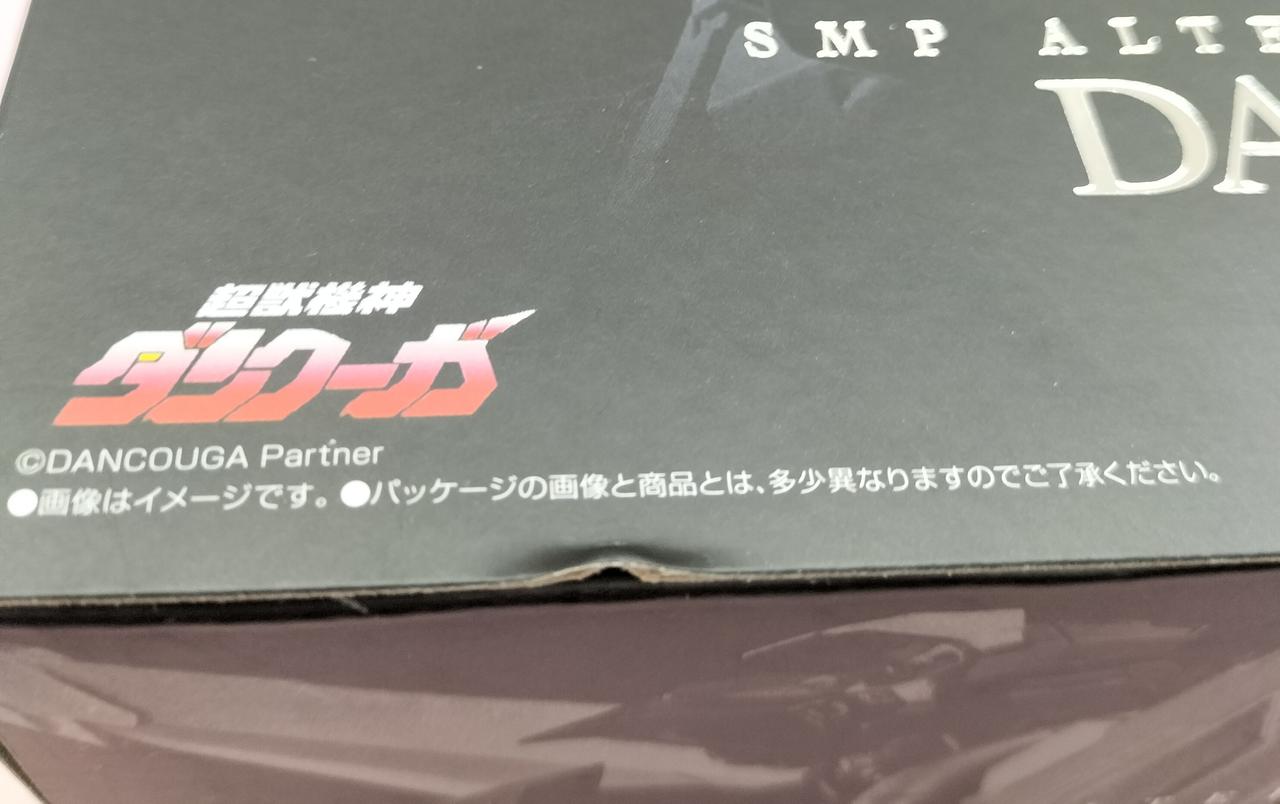 SMP ALTE
DA
超獣機神
ダンクーガ
©DANCOUGA Partner
●画像はイメージです。●パッケージの画像と商品とは、多少異なりますのでご了承ください。